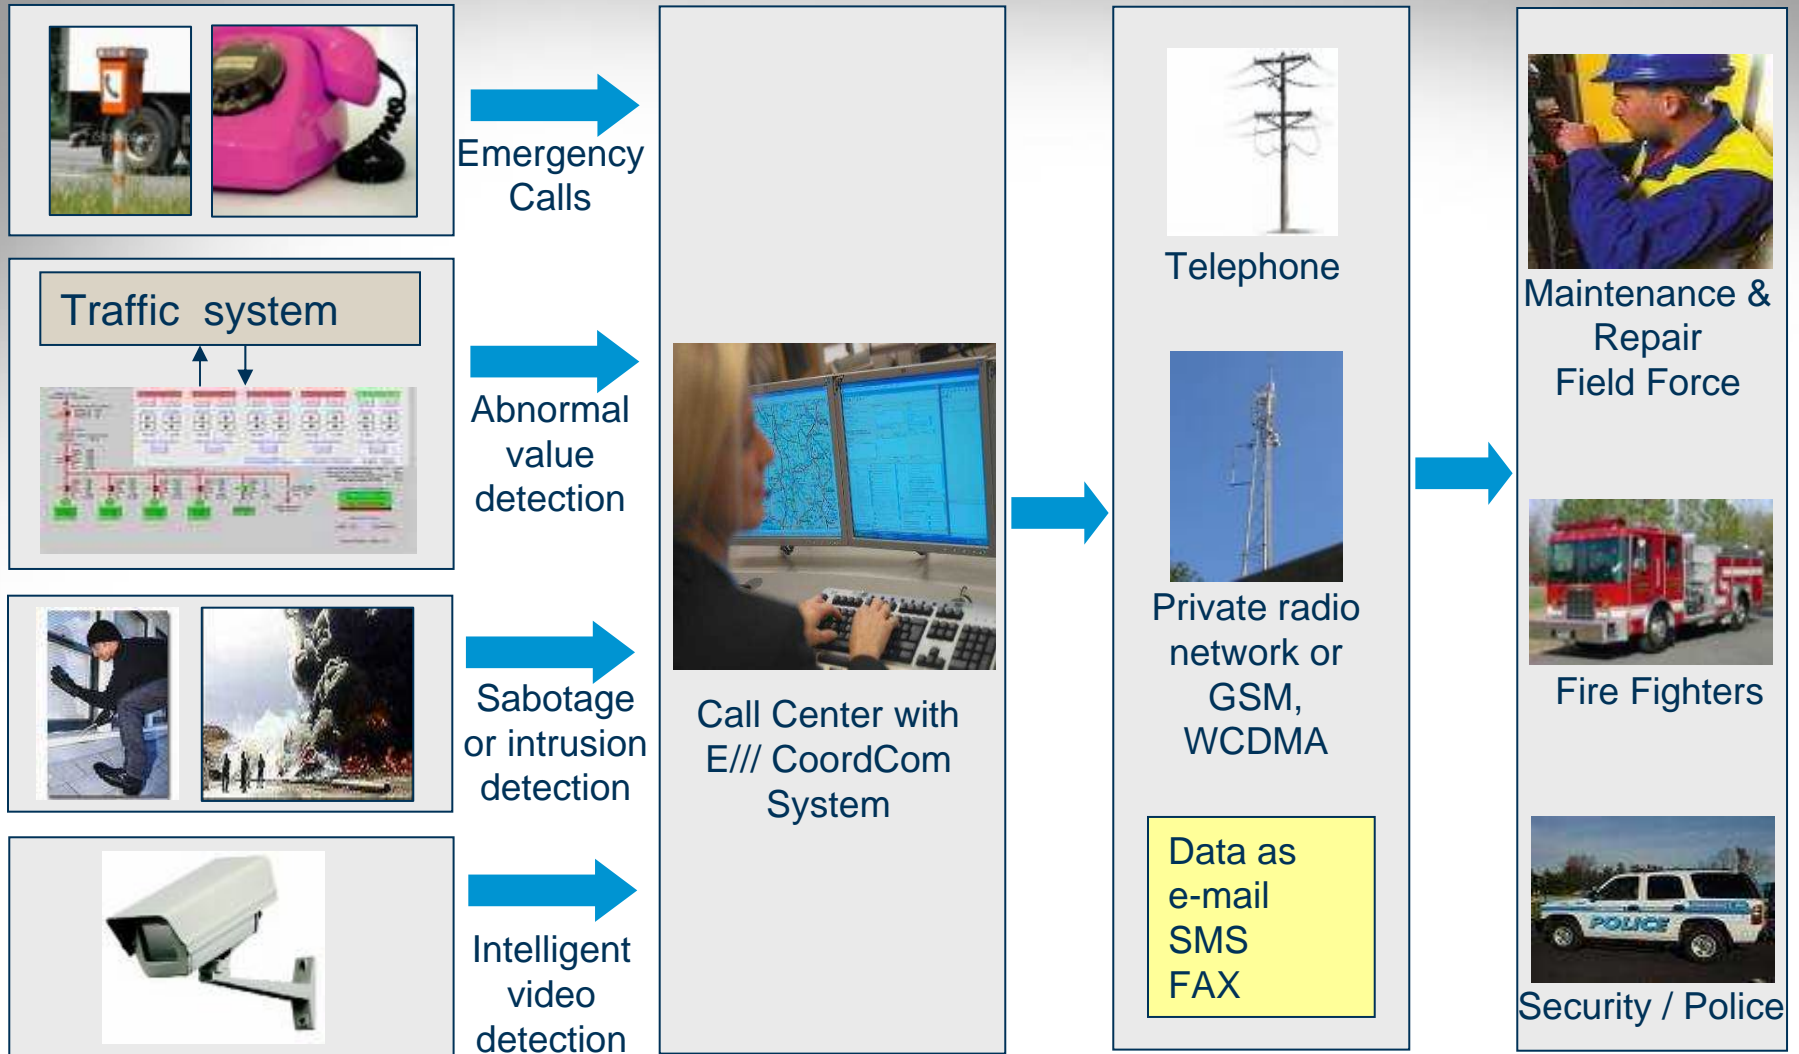 Emergency
Calls
Traffic system
Abnormal
value
detection
Sabotage
or intrusion
detection
Intelligent
video
detection
Call Center with
E/// CoordCom
System
Telephone
Private radio
network or
GSM,
WCDMA
Data as
e-mail
SMS
FAX
Maintenance &
Repair
Field Force
Fire Fighters
POLICE
Security / Police